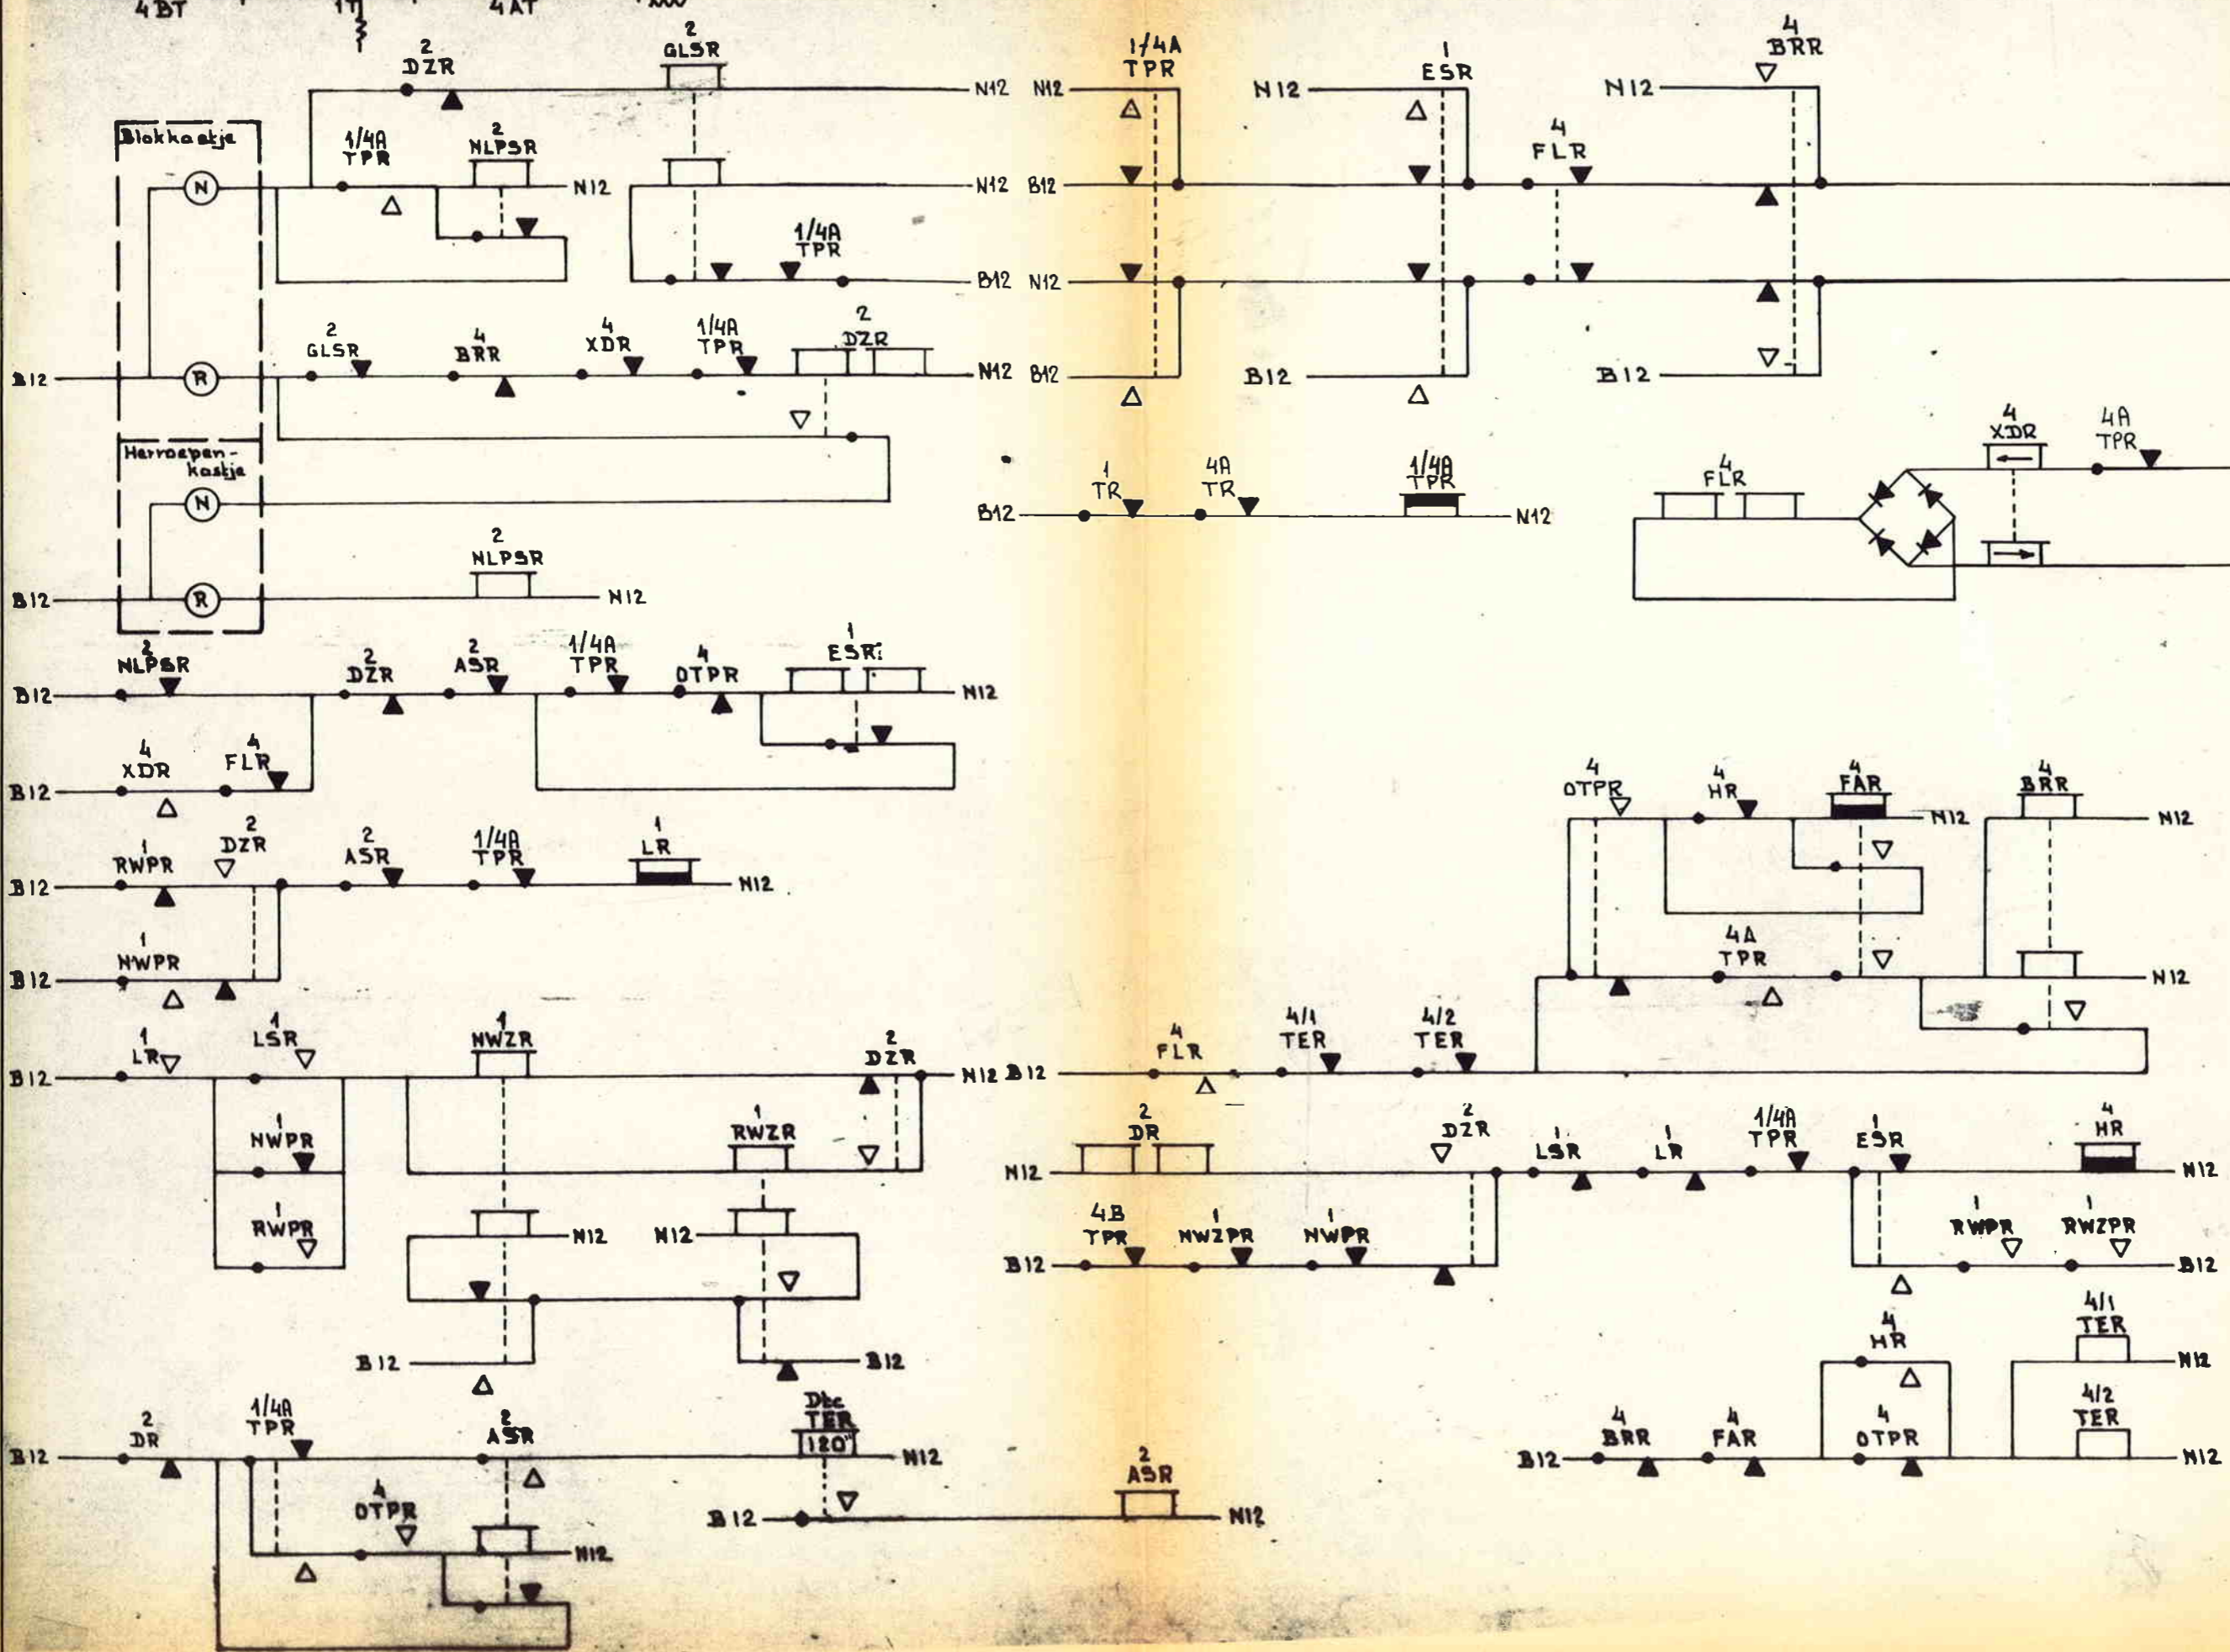 4BT 1T 4AT
2
DZR
2
GLSR
N12
Blokkastje
N
1/4A
TPR
2
NLPSR
N12
N12
1/4A
TPR
B12
B12
R
2
GLSR
4
BRR
4
XDR
1/4A
TPR
2
DZR
N12
Herroepen-
kastje
N
B12
R
2
NLPSR
N12
2
NLPSR
B12
2
DZR
2
ASR
1/4A
TPR
4
OTPR
1
ESR
N12
4
XDR
4
FLR
B12
1
RWPR
2
DZR
2
ASR
1/4A
TPR
1
LR
B12
N12
1
NWPR
B12
1
LR
1
LSR
1
NWZR
2
DZR
B12
N12
1
NWPR
1
RWZR
1
RWPR
N12
N12
B12
B12
2
DR
1/4A
TPR
2
ASR
Dbc
TER
120"
B12
N12
4
OTPR
N12
B12
2
ASR
N12
1/4A
TPR
N12
1
ESR
N12
4
BRR
N12
B12
4
FLR
N12
B12
B12
B12
1
TR
4A
TR
1/4A
TPR
B12
N12
4
FLR
4
XDR
4A
TPR
4
OTPR
4
HR
4
FAR
N12
4
BRR
N12
4A
TPR
N12
B12
4
FLR
4/1
TER
4/2
TER
2
DR
N12
2
DZR
1
LSR
1
LR
1/4A
TPR
1
ESR
4
HR
N12
4B
TPR
1
NWZPR
1
NWPR
B12
1
RWPR
1
RWZPR
B12
4
HR
4/1
TER
N12
4
BRR
4
FAR
4
OTPR
4/2
TER
B12
N12